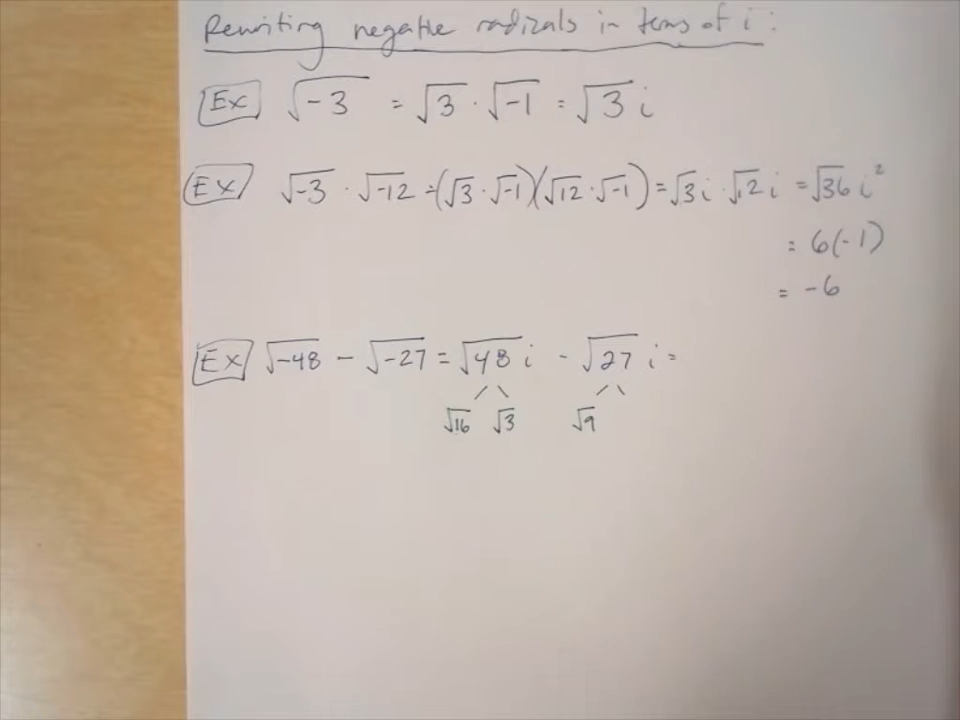 Rewriting negative radicals in terms of i :
Ex √-3 = √3 · √-1 = √3 i
Ex √-3 · √-12 = (√3 · √-1)(√12 · √-1) = √3 i · √12 i = √36 i²
= 6(-1)
= -6
Ex √-48 - √-27 = √48 i - √27 i =
√16 √3 √9